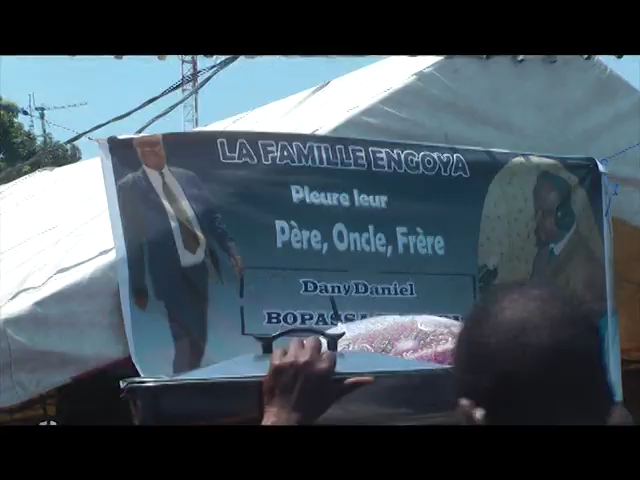 LA FAMILLE ENGOYA
Pleure leur
Père, Oncle, Frère
Dany Daniel